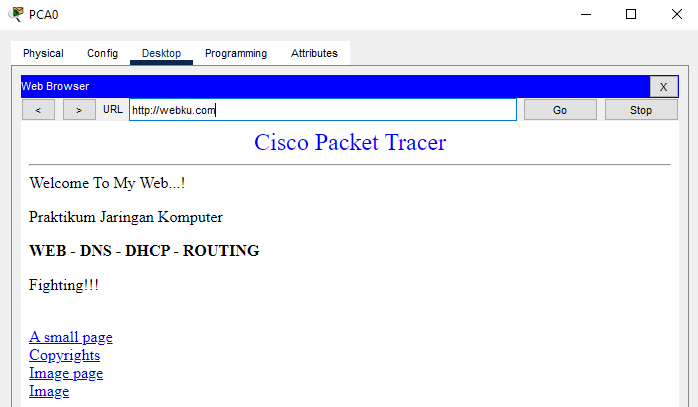 PCA0
Physical Config Desktop Programming Attributes
Web Browser X
< > URL http://webku.com Go Stop
Cisco Packet Tracer
Welcome To My Web...!
Praktikum Jaringan Komputer
WEB - DNS - DHCP - ROUTING
Fighting!!!
A small page
Copyrights
Image page
Image